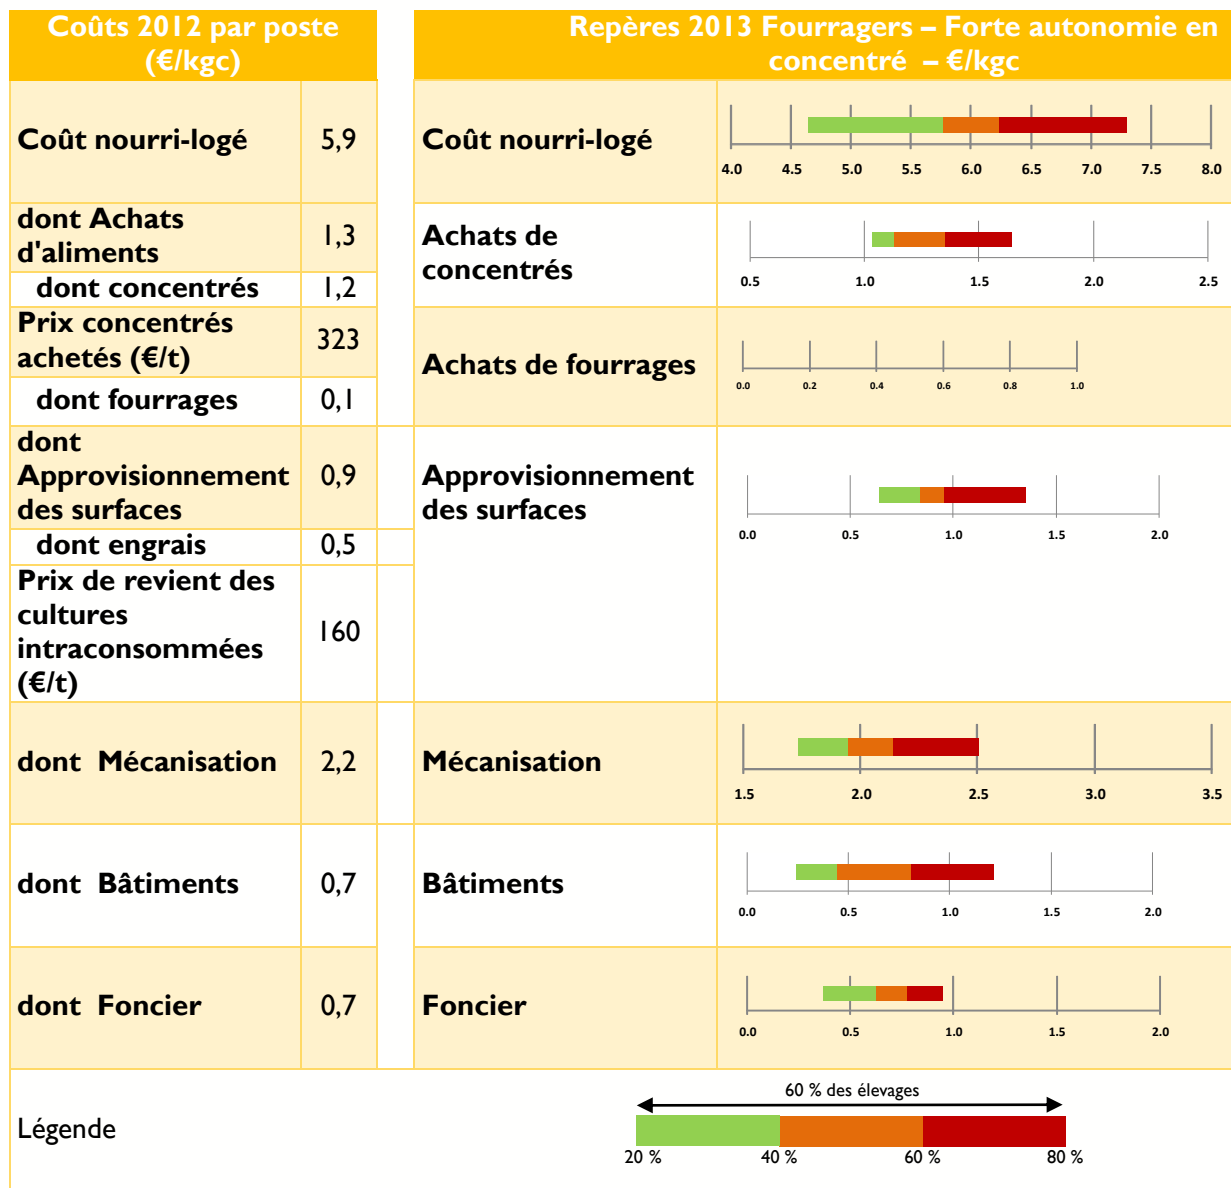 Coûts 2012 par poste
(€/kgc)
Repères 2013 Fourragers – Forte autonomie en
concentré – €/kgc
Coût nourri-logé
5,9
Coût nourri-logé
4.0 4.5 5.0 5.5 6.0 6.5 7.0 7.5 8.0
dont Achats
d'aliments
1,3
dont concentrés
1,2
Achats de
concentrés
0.5 1.0 1.5 2.0 2.5
Prix concentrés
achetés (€/t)
323
dont fourrages
0,1
Achats de fourrages
0.0 0.2 0.4 0.6 0.8 1.0
dont
Approvisionnement
des surfaces
0,9
dont engrais
0,5
Prix de revient des
cultures
intraconsommées
(€/t)
160
Approvisionnement
des surfaces
0.0 0.5 1.0 1.5 2.0
dont Mécanisation
2,2
Mécanisation
1.5 2.0 2.5 3.0 3.5
dont Bâtiments
0,7
Bâtiments
0.0 0.5 1.0 1.5 2.0
dont Foncier
0,7
Foncier
0.0 0.5 1.0 1.5 2.0
Légende
60 % des élevages
20 % 40 % 60 % 80 %